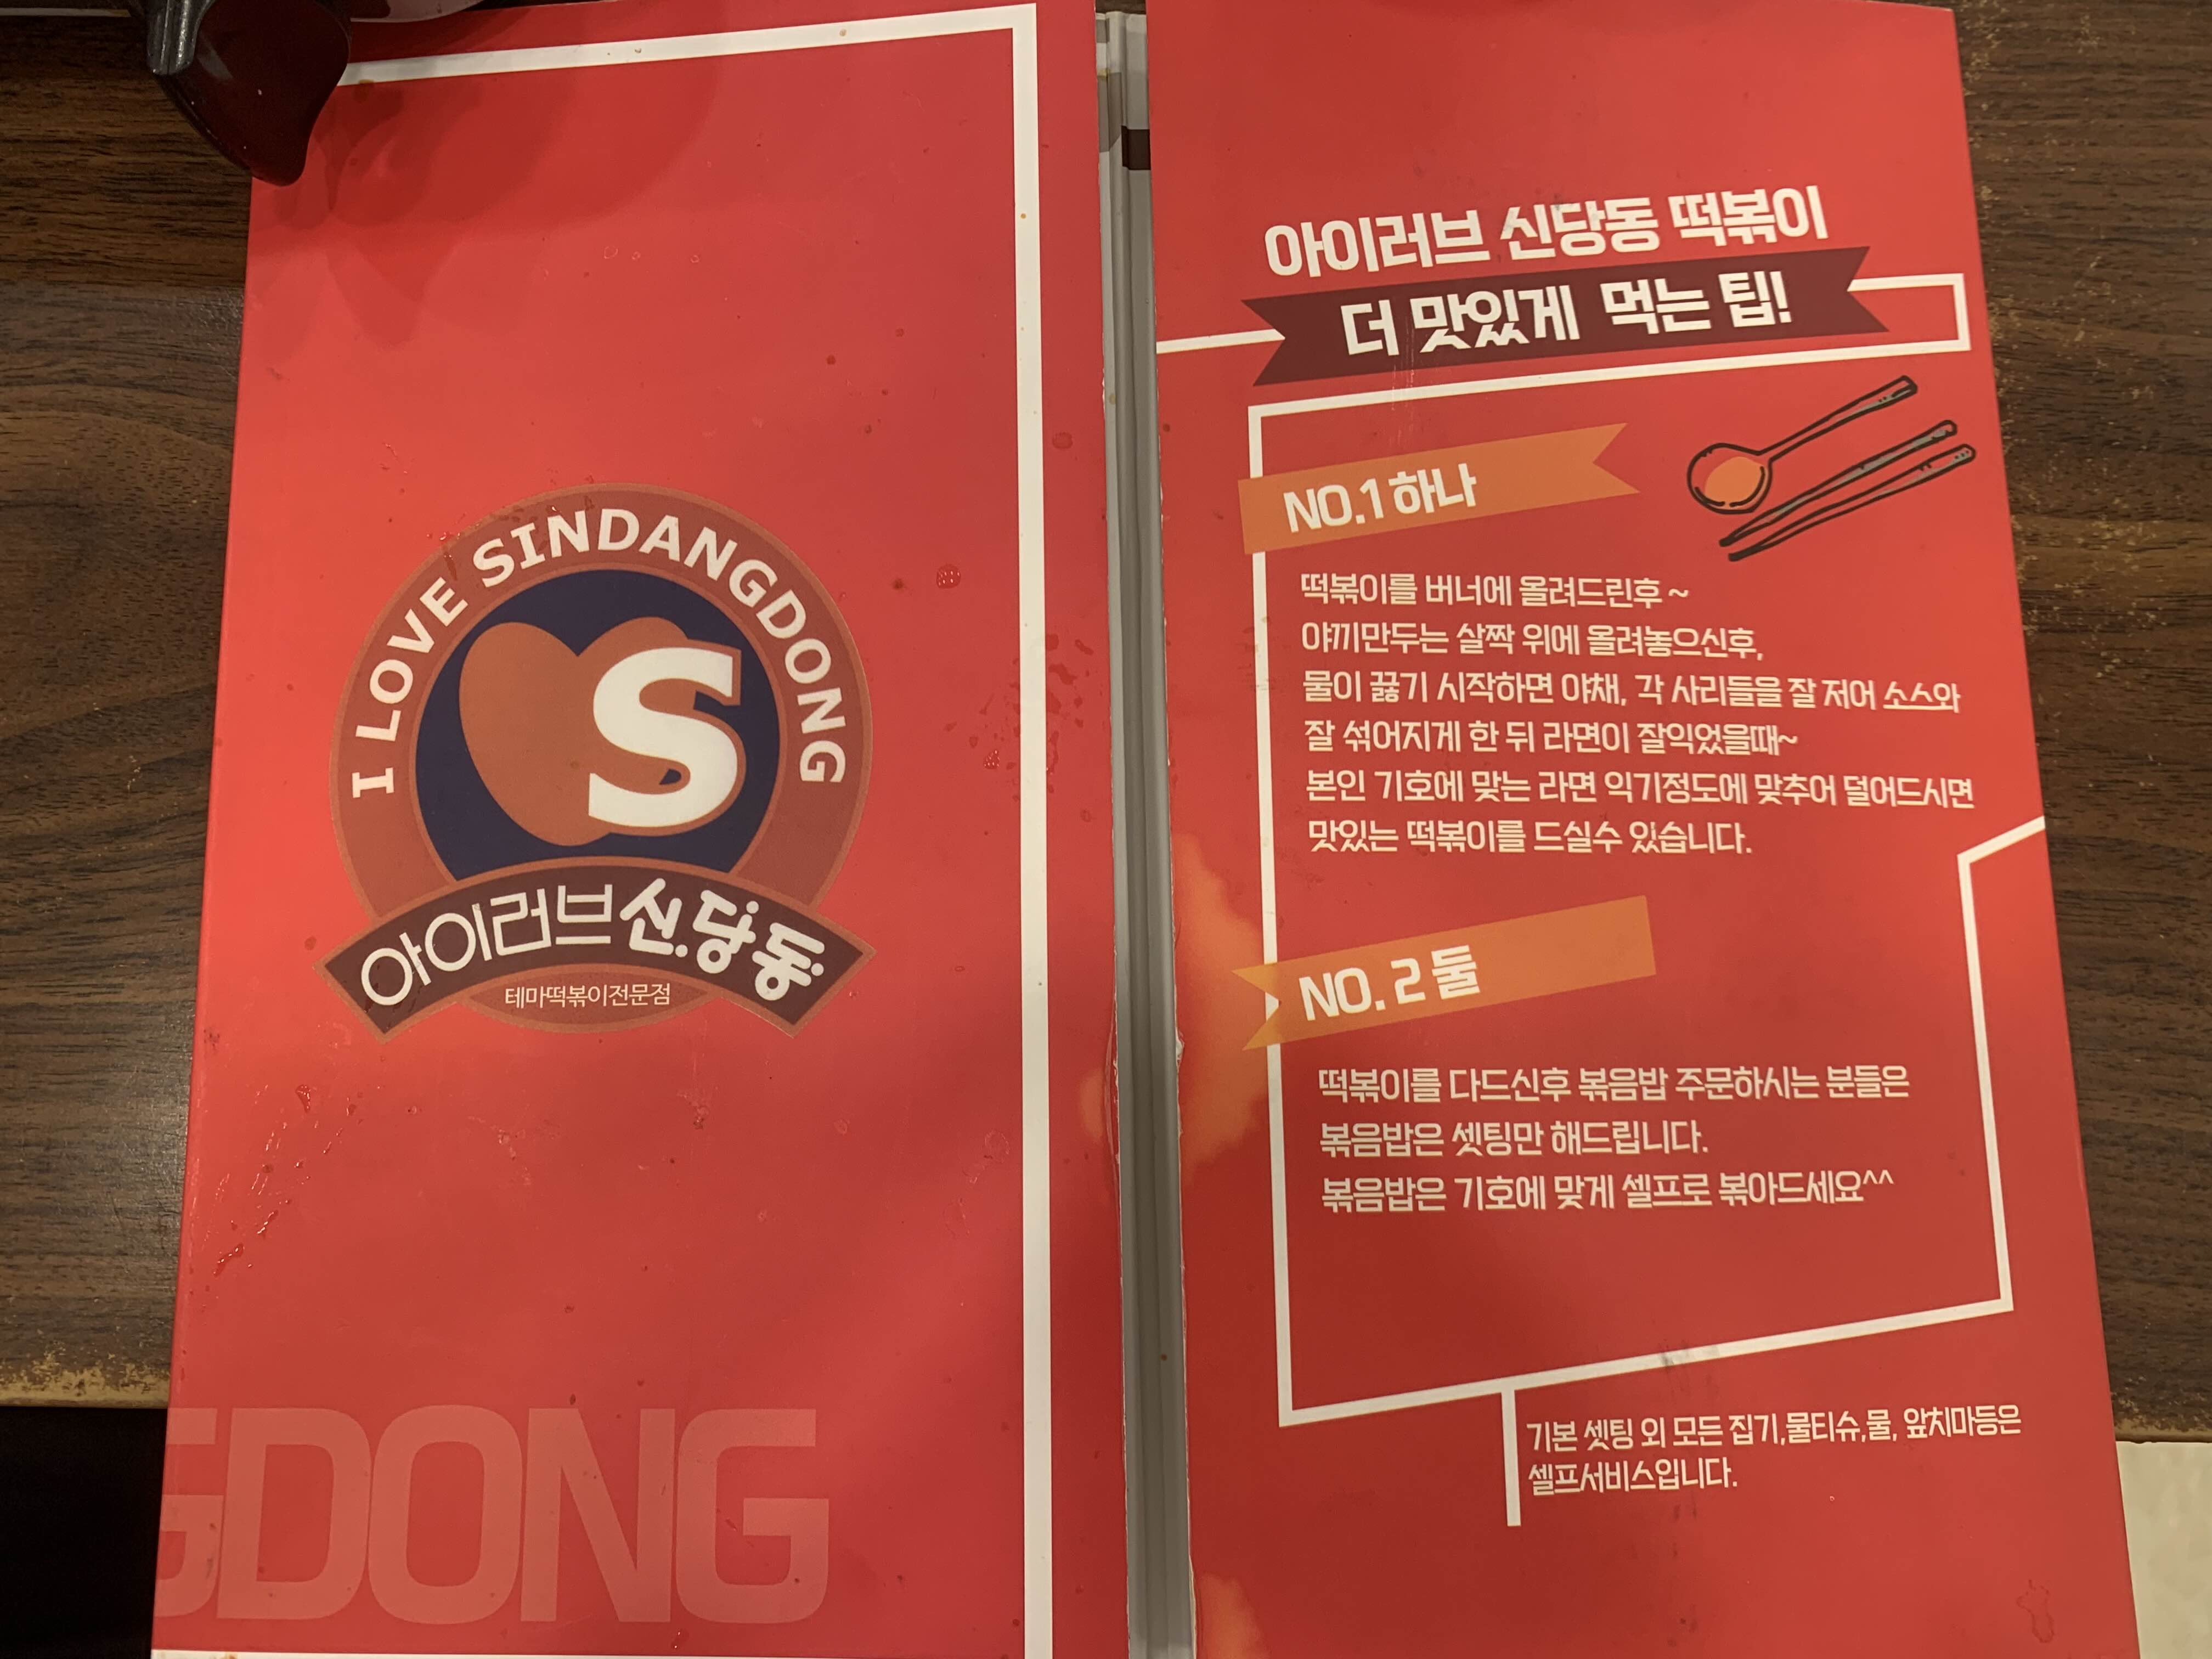 I LOVE SINDANGDONG
S
아이러브신당동
테마떡볶이전문점
GDONG
아이러브 신당동 떡볶이
더 맛있게 먹는 팁!
NO.1 하나
떡볶이를 버너에 올려드린후 ~
야끼만두는 살짝 위에 올려놓으신후,
물이 끓기 시작하면 야채, 각 사리들을 잘 저어 소스와
잘 섞어지게 한 뒤 라면이 잘익었을때~
본인 기호에 맞는 라면 익기정도에 맞추어 덜어드시면
맛있는 떡볶이를 드실수 있습니다.
NO. 2 둘
떡볶이를 다드신후 볶음밥 주문하시는 분들은
볶음밥은 셋팅만 해드립니다.
볶음밥은 기호에 맞게 셀프로 볶아드세요^^
기본 셋팅 외 모든 집기,물티슈,물, 앞치마등은
셀프서비스입니다.